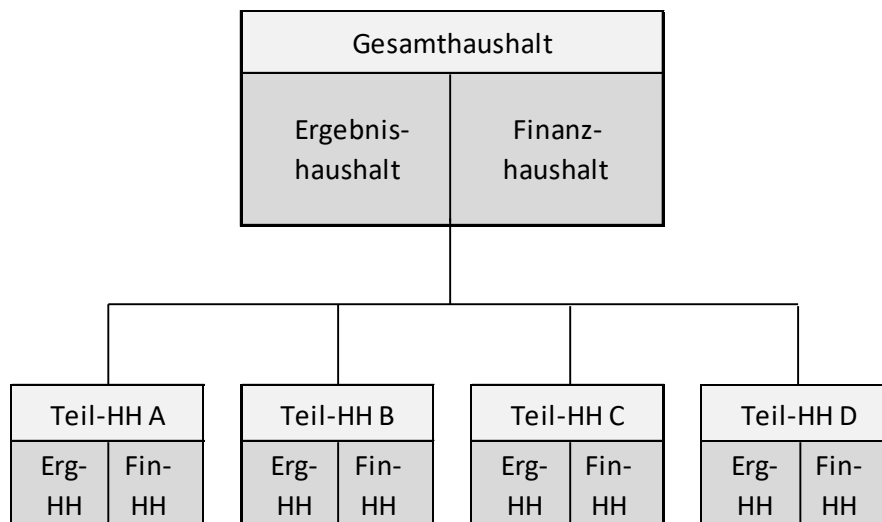 Gesamthaushalt
Ergebnis-
haushalt
Finanz-
haushalt
Teil-HH A
Erg-
HH
Fin-
HH
Teil-HH B
Erg-
HH
Fin-
HH
Teil-HH C
Erg-
HH
Fin-
HH
Teil-HH D
Erg-
HH
Fin-
HH